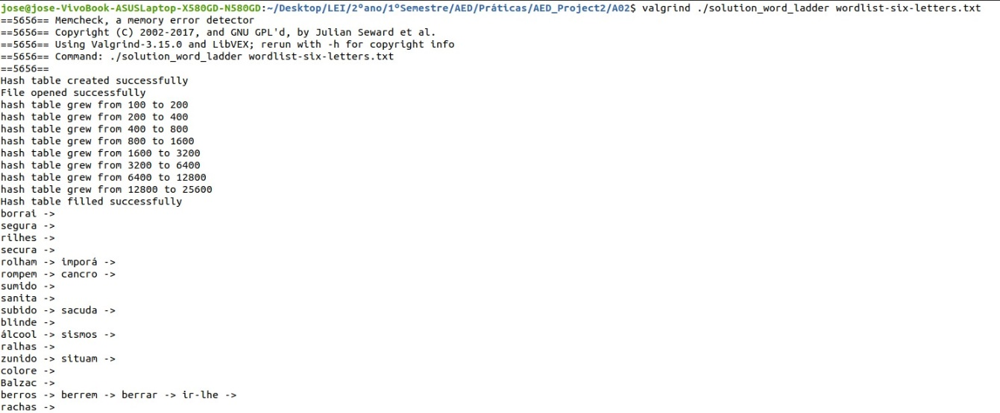 jose@jose-VivoBook-ASUSLaptop-X580GD-N580GD:~/Desktop/LEI/2ºano/1ºSemestre/AED/Práticas/AED_Project2/A02$ valgrind ./solution_word_ladder wordlist-six-letters.txt
==5656== Memcheck, a memory error detector
==5656== Copyright (C) 2002-2017, and GNU GPL'd, by Julian Seward et al.
==5656== Using Valgrind-3.15.0 and LibVEX; rerun with -h for copyright info
==5656== Command: ./solution_word_ladder wordlist-six-letters.txt
==5656==
Hash table created successfully
File opened successfully
hash table grew from 100 to 200
hash table grew from 200 to 400
hash table grew from 400 to 800
hash table grew from 800 to 1600
hash table grew from 1600 to 3200
hash table grew from 3200 to 6400
hash table grew from 6400 to 12800
hash table grew from 12800 to 25600
Hash table filled successfully
borrai ->
segura ->
rilhes ->
secura ->
rolham -> imporá ->
rompem -> cancro ->
sumido ->
sanita ->
subido -> sacuda ->
blinde ->
álcool -> sismos ->
ralhas ->
zunido -> situam ->
colore ->
Balzac ->
berros -> berrem -> berrar -> ir-lhe ->
rachas ->